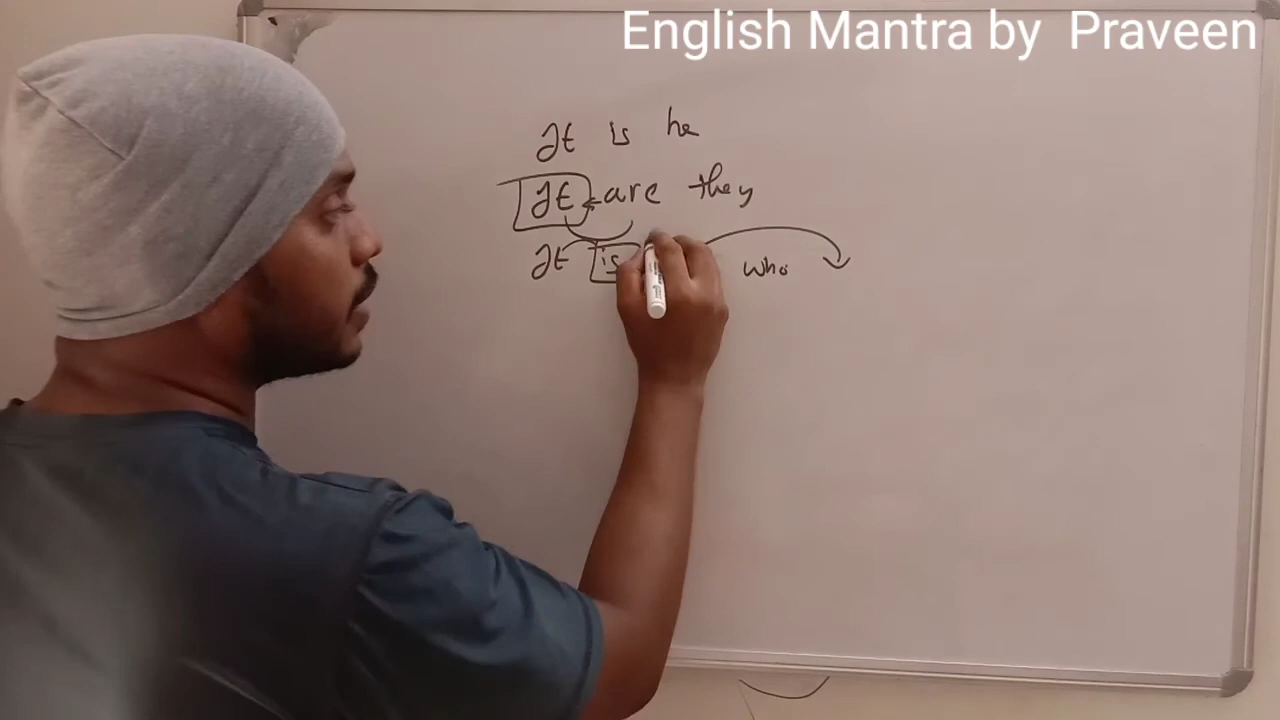 English Mantra by Praveen
It is he
It are they
It is who